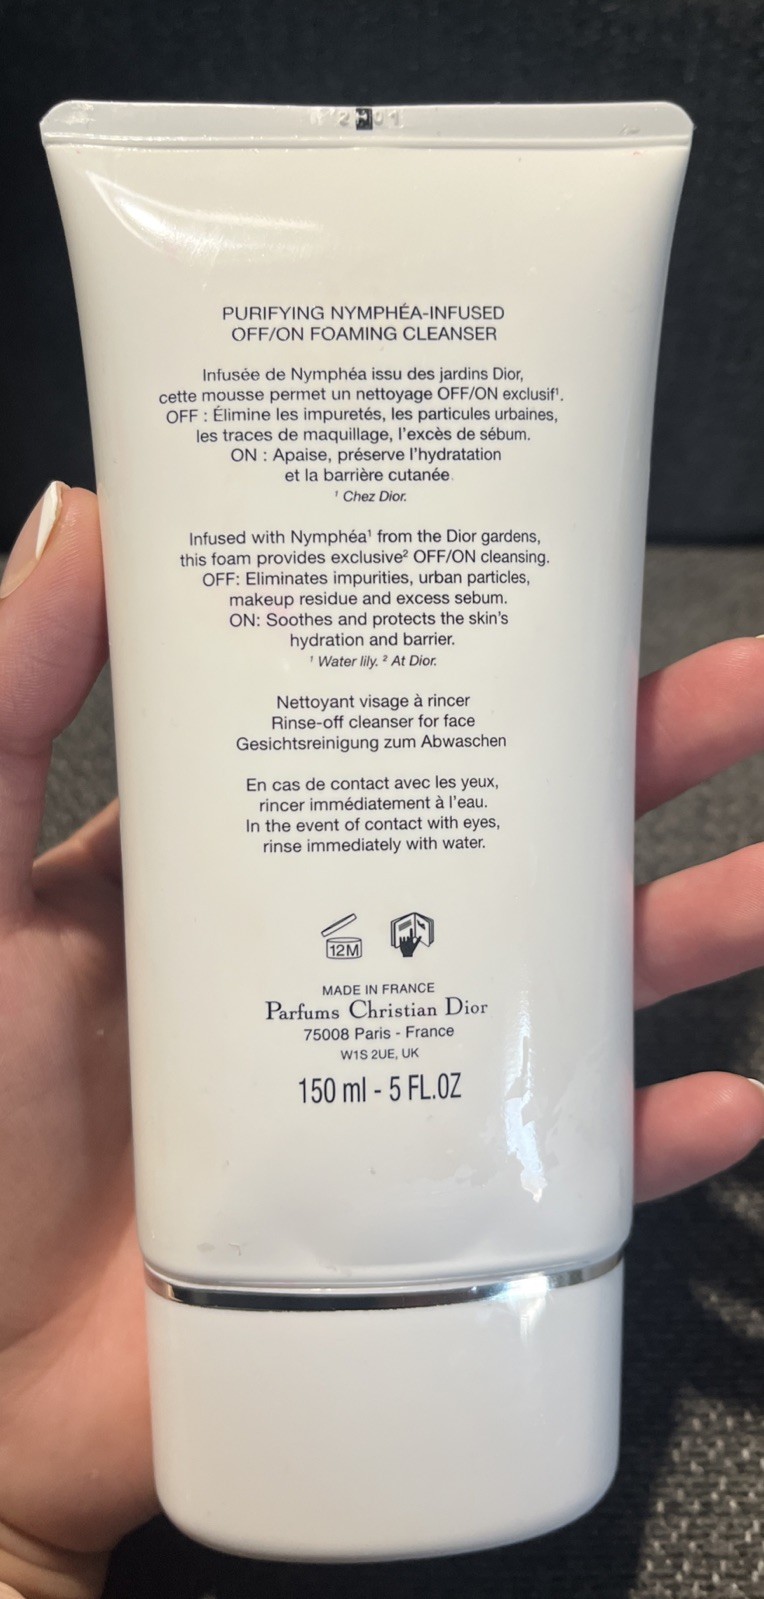 PURIFYING NYMPHÉA-INFUSED
OFF/ON FOAMING CLEANSER
Infusée de Nymphéa issu des jardins Dior,
cette mousse permet un nettoyage OFF/ON exclusif¹.
OFF : Élimine les impuretés, les particules urbaines,
les traces de maquillage, l'excès de sébum.
ON : Apaise, préserve l'hydratation
et la barrière cutanée.
¹ Chez Dior.
Infused with Nymphéa¹ from the Dior gardens,
this foam provides exclusive² OFF/ON cleansing.
OFF: Eliminates impurities, urban particles,
makeup residue and excess sebum.
ON: Soothes and protects the skin's
hydration and barrier.
¹ Water lily. ² At Dior.
Nettoyant visage à rincer
Rinse-off cleanser for face
Gesichtsreinigung zum Abwaschen
En cas de contact avec les yeux,
rincer immédiatement à l'eau.
In the event of contact with eyes,
rinse immediately with water.
12M
MADE IN FRANCE
Parfums Christian Dior
75008 Paris - France
W1S 2UE, UK
150 ml - 5 FL.OZ